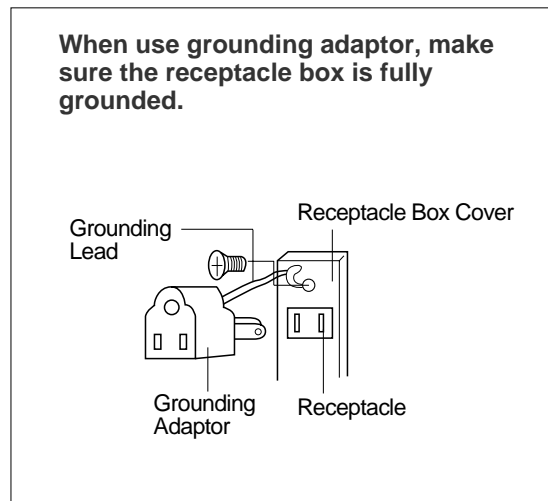 When use grounding adaptor, make
sure the receptacle box is fully
grounded.
Grounding
Lead
Receptacle Box Cover
Grounding
Adaptor
Receptacle